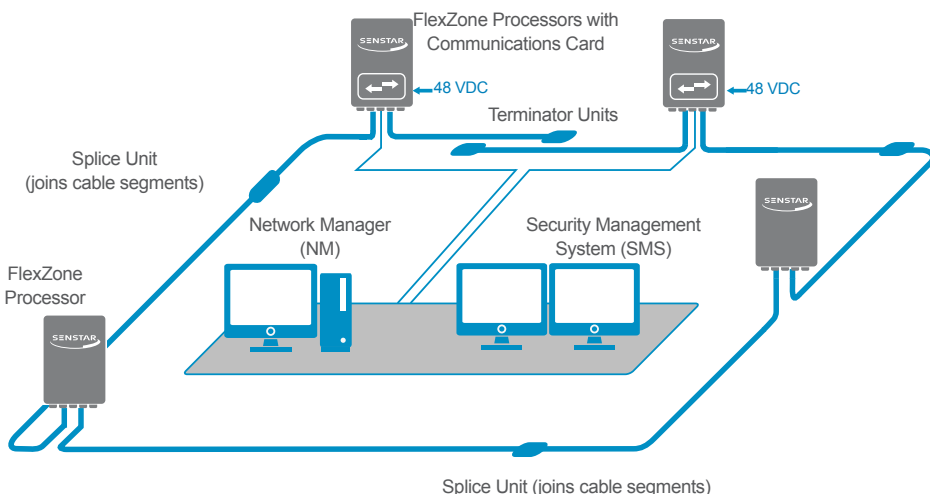 FlexZone Processors with
Communications Card
SENSTAR
SENSTAR
48 VDC
48 VDC
Terminator Units
Splice Unit
(joins cable segments)
SENSTAR
Network Manager
(NM)
Security Management
System (SMS)
FlexZone
Processor
SENSTAR
Splice Unit (joins cable segments)